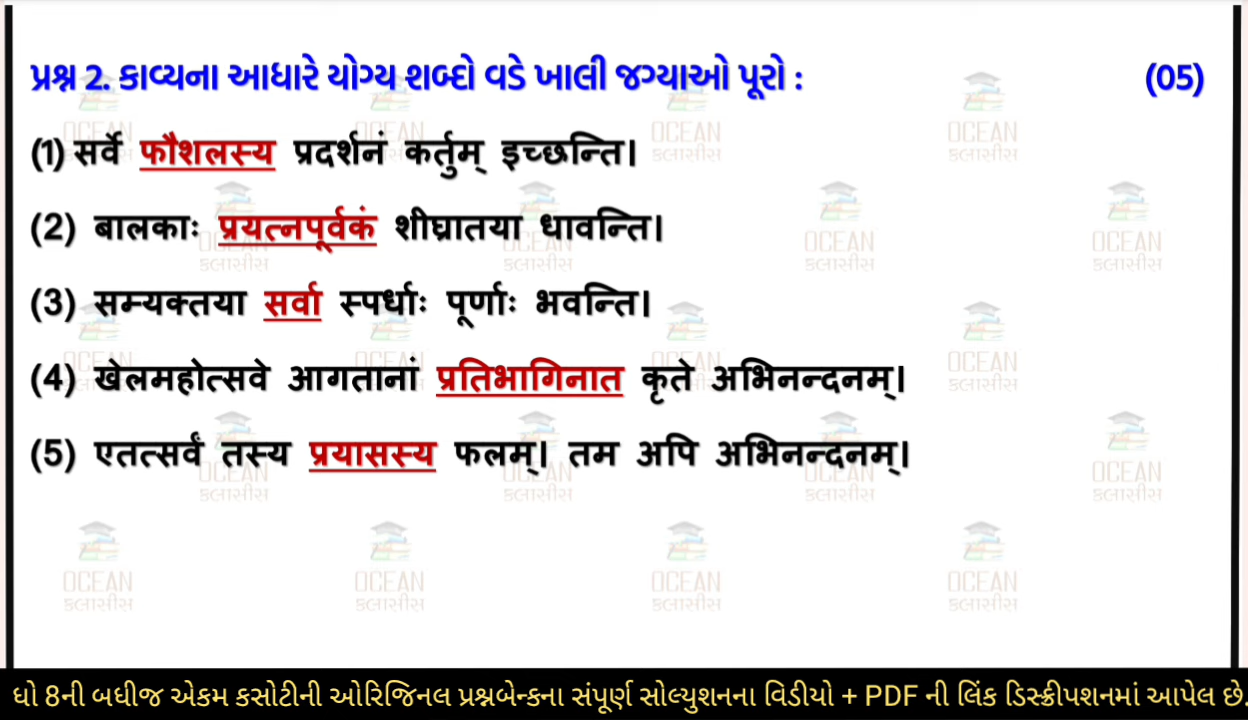 પ્રશ્ન 2. કાવ્યના આધારે યોગ્ય શબ્દો વડે ખાલી જગ્યાઓ પૂરો : (05)
(1) सर्वे फौशलस्य प्रदर्शनं कर्तुम् इच्छन्ति।
(2) बालकाः प्रयत्नपूर्वकं शीघ्रातया धावन्ति।
(3) सम्यक्तया सर्वा स्पर्धाः पूर्णाः भवन्ति।
(4) खेलमहोत्सवे आगतानां प्रतिभागिनात कृते अभिनन्दनम्।
(5) एतत्सर्वं तस्य प्रयासस्य फलम्। तम अपि अभिनन्दनम्।
OCEAN
કલાસીસ
ધો 8ની બધીજ એકમ કસોટીની ઓરિજિનલ પ્રશ્નબેન્કના સંપૂર્ણ સોલ્યુશનના વિડીયો + PDF ની લિંક ડિસ્ક્રીપશનમાં આપેલ છે.